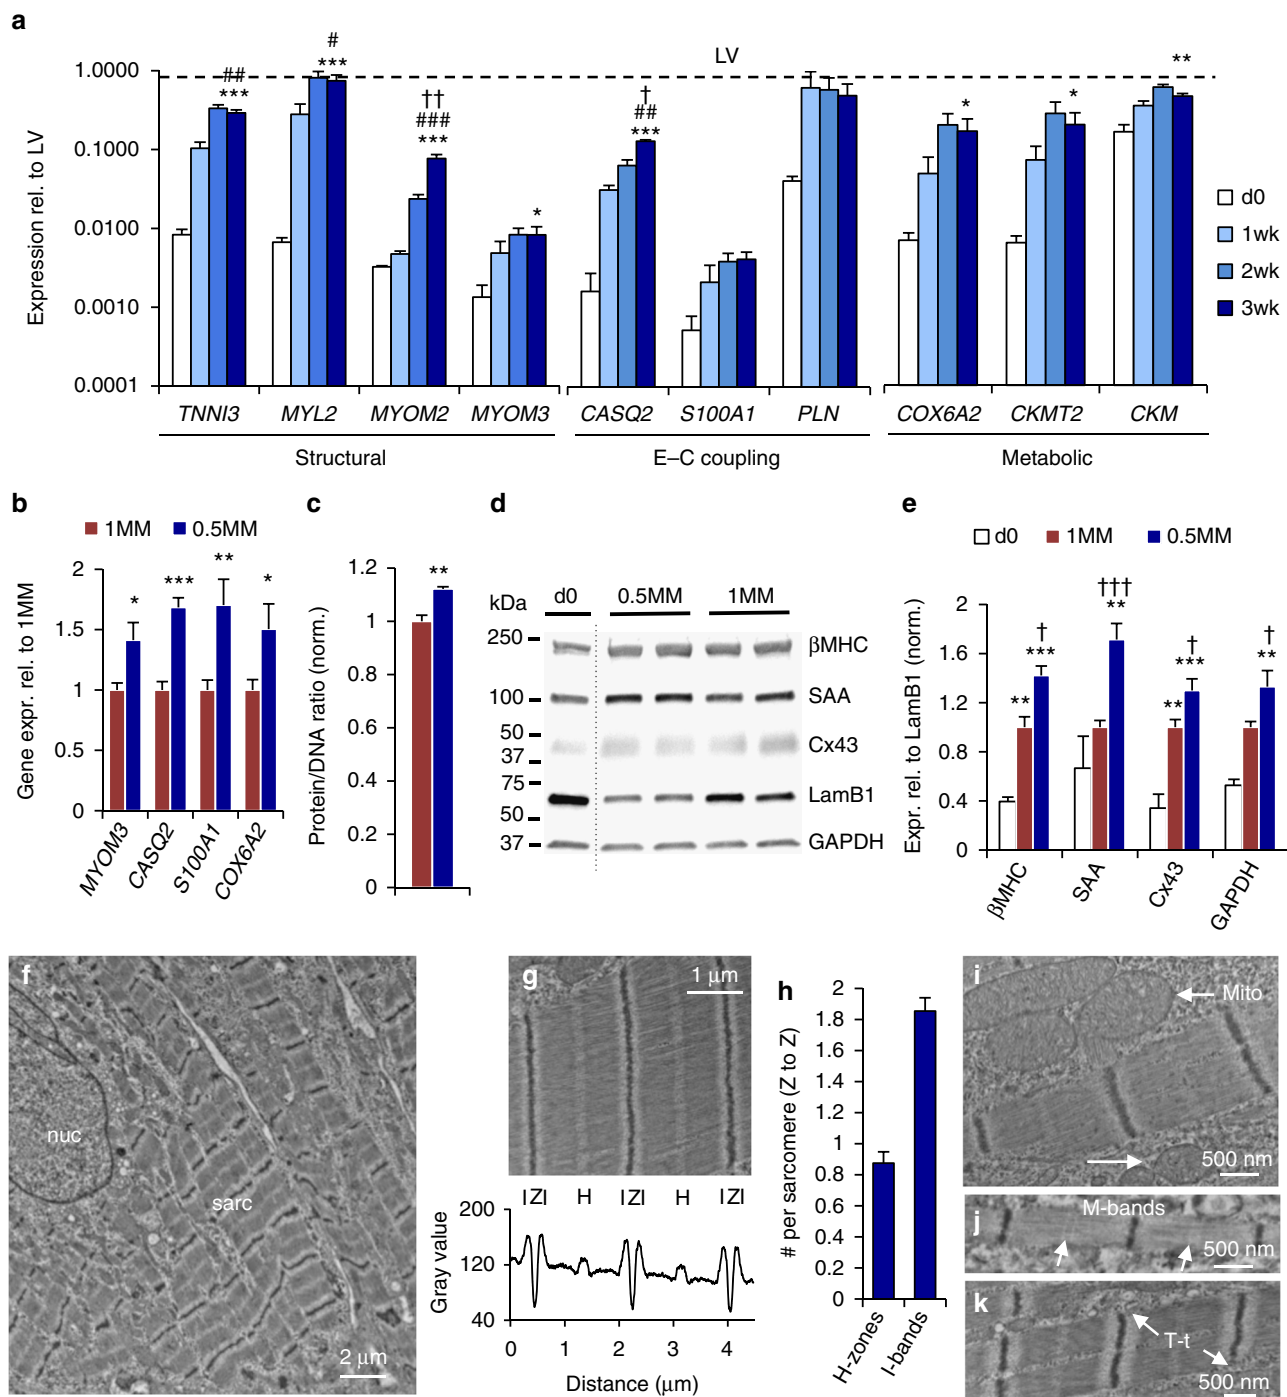 a
LV
Expression rel. to LV
1.0000
0.1000
0.0100
0.0010
0.0001
##
***
#
***
††
###
***
*
†
##
***
*
*
**
d0
1wk
2wk
3wk
TNNI3 MYL2 MYOM2 MYOM3 CASQ2 S100A1 PLN COX6A2 CKMT2 CKM
Structural E–C coupling Metabolic
b
1MM 0.5MM
Gene expr. rel. to 1MM
2
1.5
1
0.5
0
* *** ** *
MYOM3 CASQ2 S100A1 COX6A2
c
Protein/DNA ratio (norm.)
1.2
1
0.8
0.6
0.4
0.2
0
**
d
kDa d0 0.5MM 1MM
250 βMHC
100 SAA
50
Cx43
37
75
LamB1
50
37 GAPDH
e
d0 1MM 0.5MM
Expr. rel. to LamB1 (norm.)
2
1.6
1.2
0.8
0.4
0
**
†
***
†††
**
**
†
***
†
**
βMHC SAA Cx43 GAPDH
f
nuc
sarc
2 μm
g
1 μm
IZI H IZI H IZI
Gray value
200
120
40
0 1 2 3 4
Distance (μm)
h
# per sarcomere (Z to Z)
2
1.8
1.6
1.4
1.2
1
0.8
0.6
0.4
0.2
0
H-zones I-bands
i
Mito
500 nm
j
M-bands
500 nm
k
T-t
500 nm